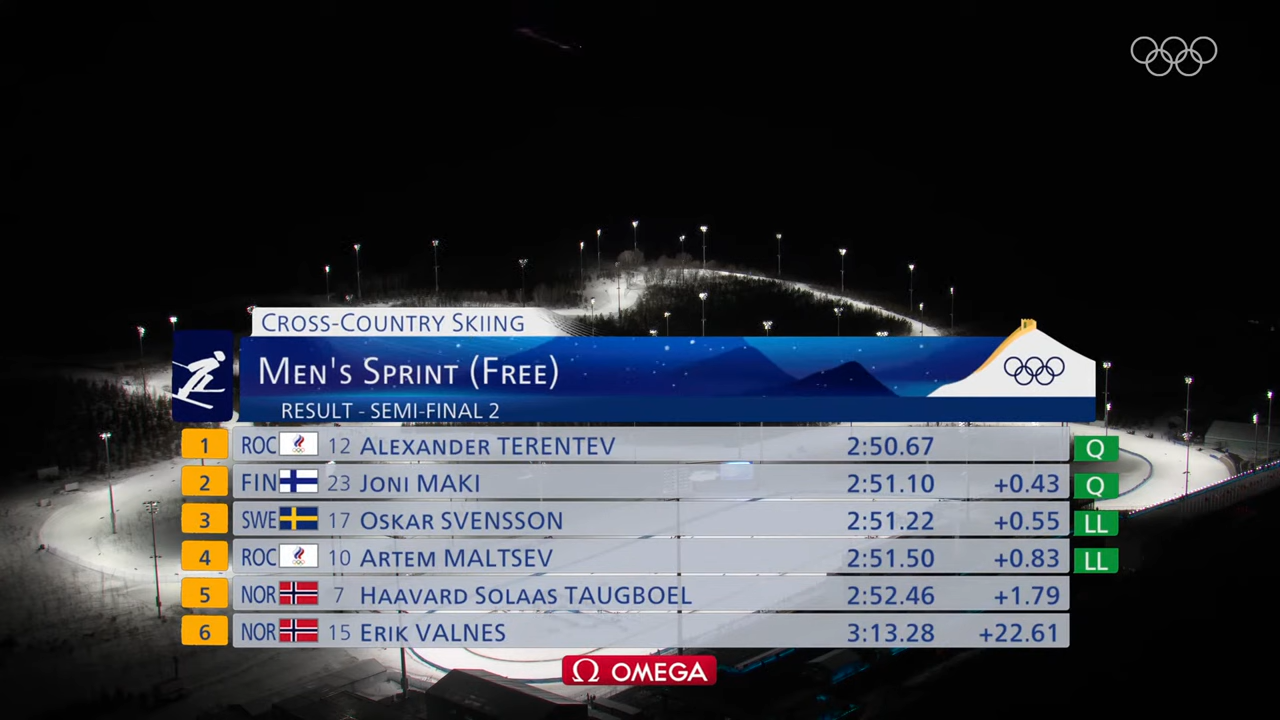 CROSS-COUNTRY SKIING
MEN'S SPRINT (FREE)
RESULT - SEMI-FINAL 2
1 ROC 12 ALEXANDER TERENTEV 2:50.67 Q
2 FIN 23 JONI MAKI 2:51.10 +0.43 Q
3 SWE 17 OSKAR SVENSSON 2:51.22 +0.55 LL
4 ROC 10 ARTEM MALTSEV 2:51.50 +0.83 LL
5 NOR 7 HAAVARD SOLAAS TAUGBOEL 2:52.46 +1.79
6 NOR 15 ERIK VALNES 3:13.28 +22.61
Ω OMEGA